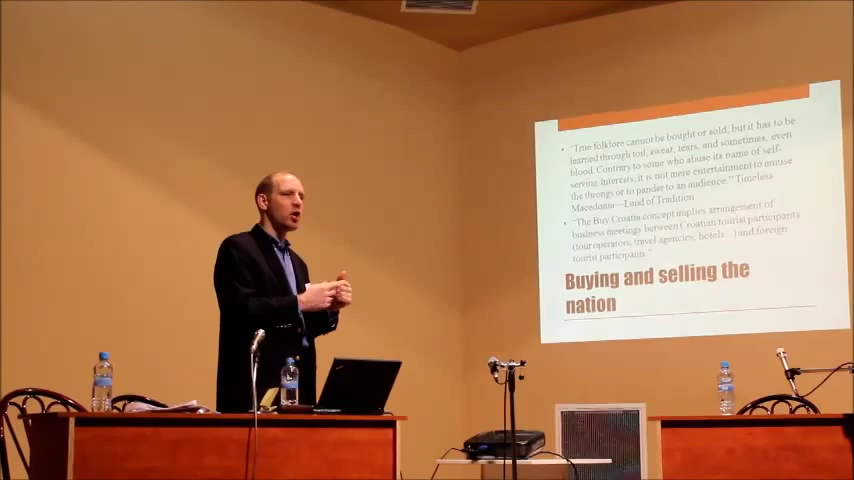 • "True folklore cannot be bought or sold, but it has to be
learned through toil, sweat, tears, and sometimes, even
blood. Contrary to some who abuse its name of self-
serving interests, it is not mere entertainment to amuse
the throngs or to pander to an audience." Timeless
Macedonia—Land of Tradition
• "The Buy Croatia concept implies arrangement of
business meetings between Croatian tourist participants
(tour operators, travel agencies, hotels...) and foreign
tourist participants."
Buying and selling the
nation